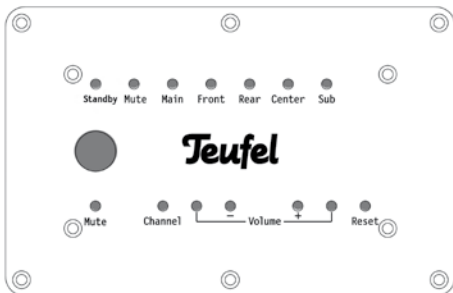 Standby Mute Main Front Rear Center Sub
Teufel
Mute Channel − Volume + Reset